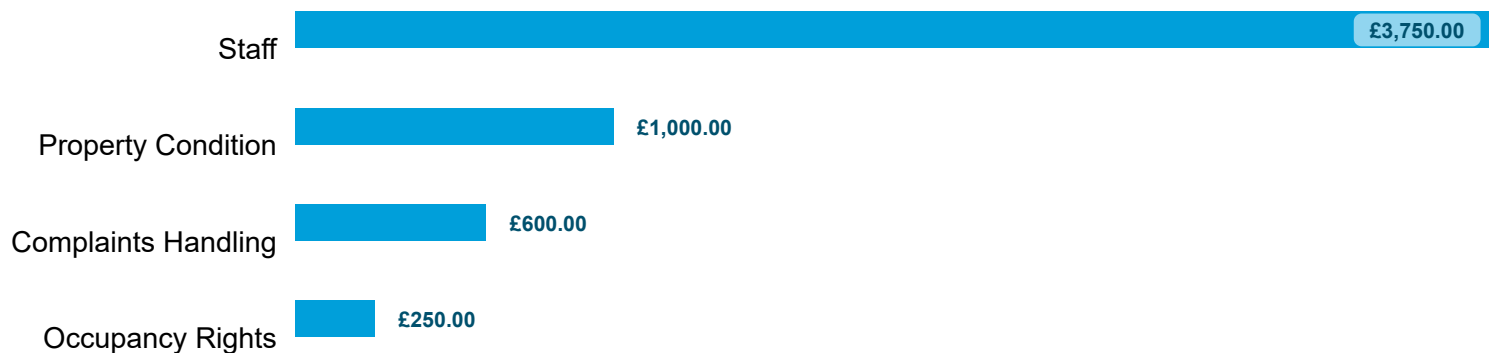 Staff £3,750.00
Property Condition £1,000.00
Complaints Handling £600.00
Occupancy Rights £250.00